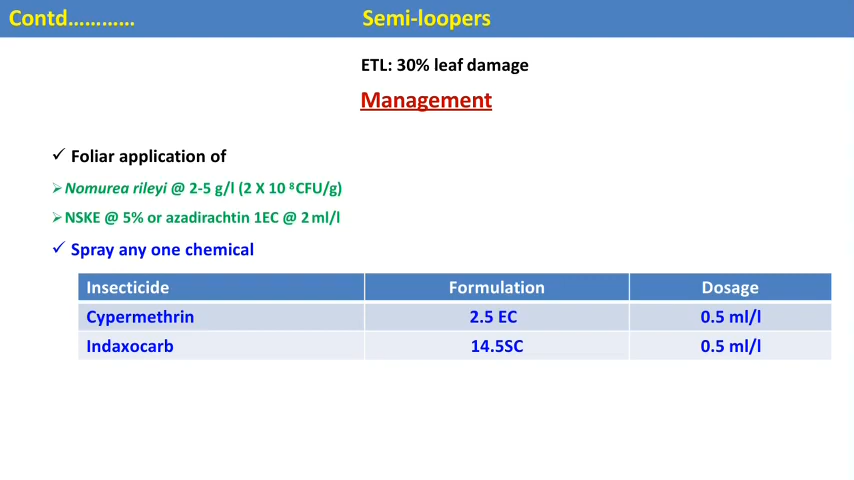 Contd............ Semi-loopers
ETL: 30% leaf damage
Management
✓ Foliar application of
➢Nomurea rileyi @ 2-5 g/l (2 X 10 ⁸CFU/g)
➢NSKE @ 5% or azadirachtin 1EC @ 2 ml/l
✓ Spray any one chemical
Insecticide Formulation Dosage
Cypermethrin 2.5 EC 0.5 ml/l
Indaxocarb 14.5SC 0.5 ml/l